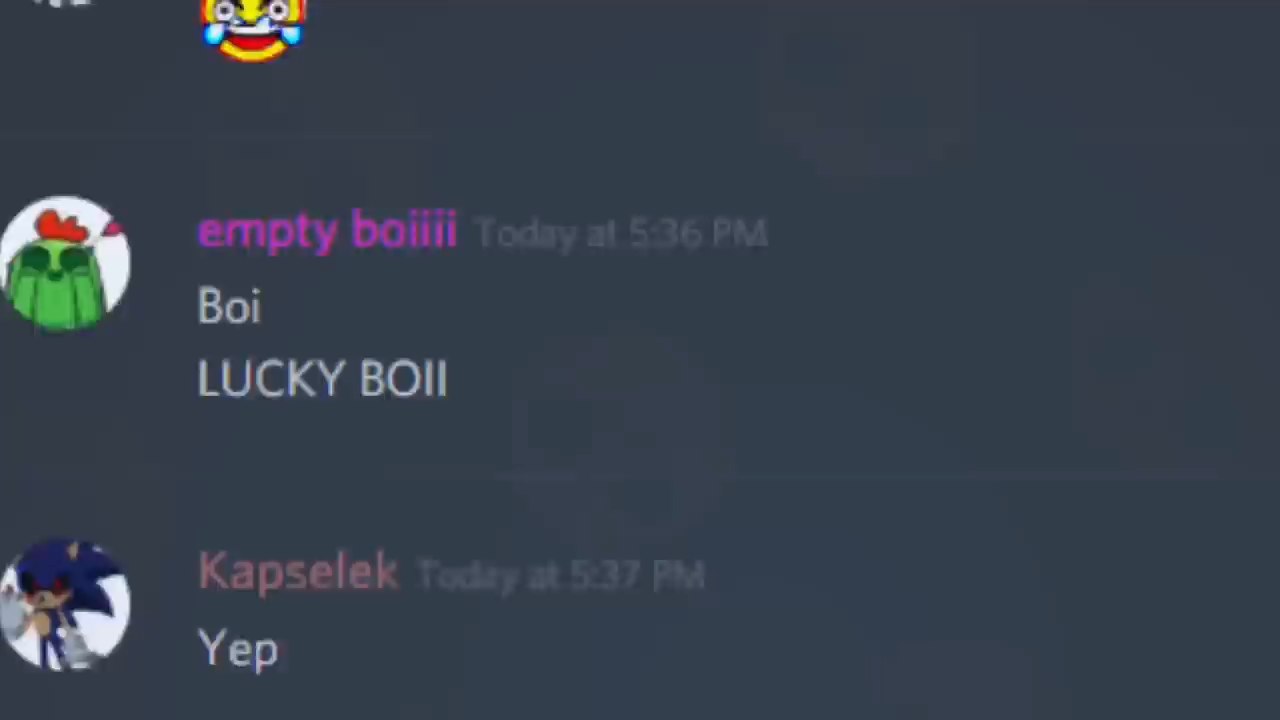 empty boiiii Today at 5:36 PM
Boi
LUCKY BOII
Kapselek Today at 5:37 PM
Yep